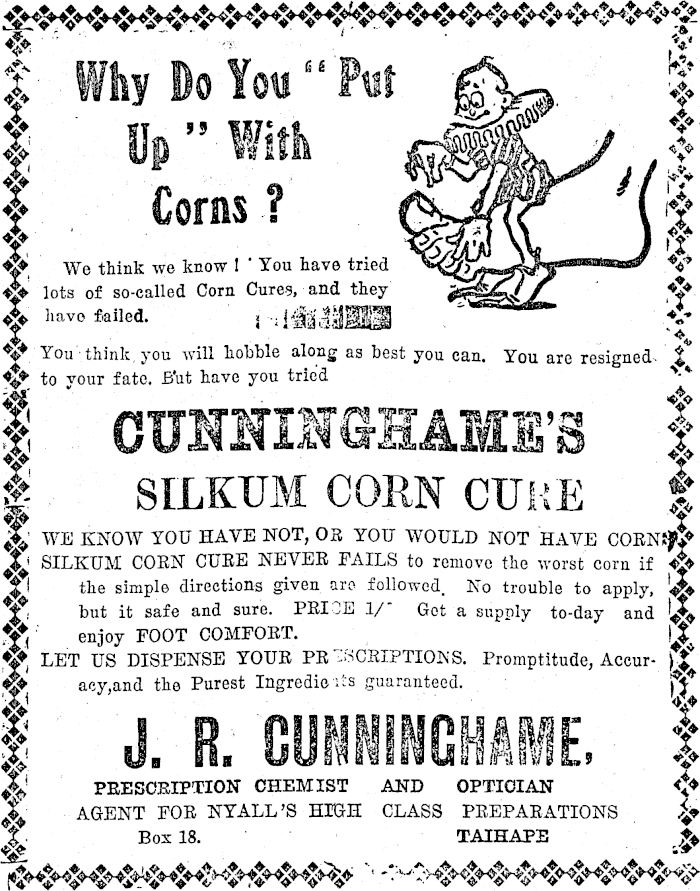 Why Do You “ Put
Up ” With
Corns ?
We think we know ! You have tried
lots of so-called Corn Cures, and they
have failed.
You think you will hobble along as best you can. You are resigned
to your fate. But have you tried
CUNNINGHAME'S
SILKUM CORN CURE
WE KNOW YOU HAVE NOT, OR YOU WOULD NOT HAVE CORN
SILKUM CORN CURE NEVER FAILS to remove the worst corn if
the simple directions given are followed. No trouble to apply,
but it safe and sure. PRICE 1/- Get a supply to-day and
enjoy FOOT COMFORT.
LET US DISPENSE YOUR PRESCRIPTIONS. Promptitude, Accur-
acy,and the Purest Ingredients guaranteed.
J. R. CUNNINGHAME,
PRESCRIPTION CHEMIST AND OPTICIAN
AGENT FOR NYALL'S HIGH CLASS PREPARATIONS
Box 18. TAIHAPE